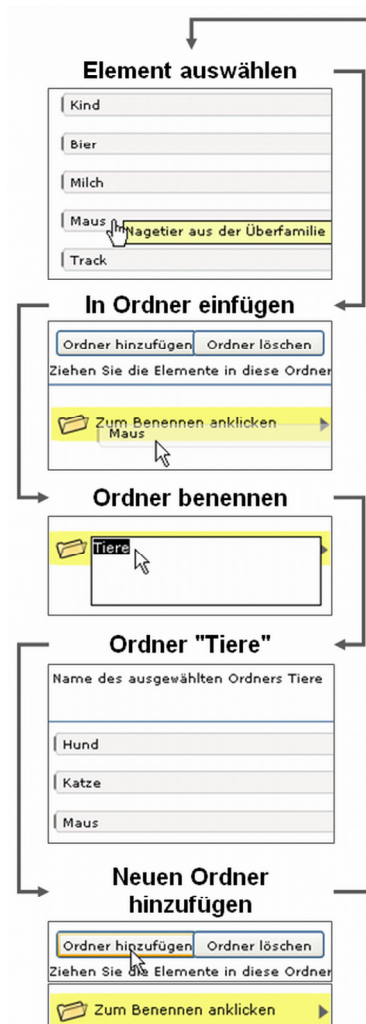 Element auswählen
Kind
Bier
Milch
Maus
Nagetier aus der Überfamilie
Track
In Ordner einfügen
Ordner hinzufügen Ordner löschen
Ziehen Sie die Elemente in diese Ordner
Zum Benennen anklicken
Maus
Ordner benennen
Tiere
Ordner "Tiere"
Name des ausgewählten Ordners Tiere
Hund
Katze
Maus
Neuen Ordner
hinzufügen
Ordner hinzufügen Ordner löschen
Ziehen Sie die Elemente in diese Ordner
Zum Benennen anklicken